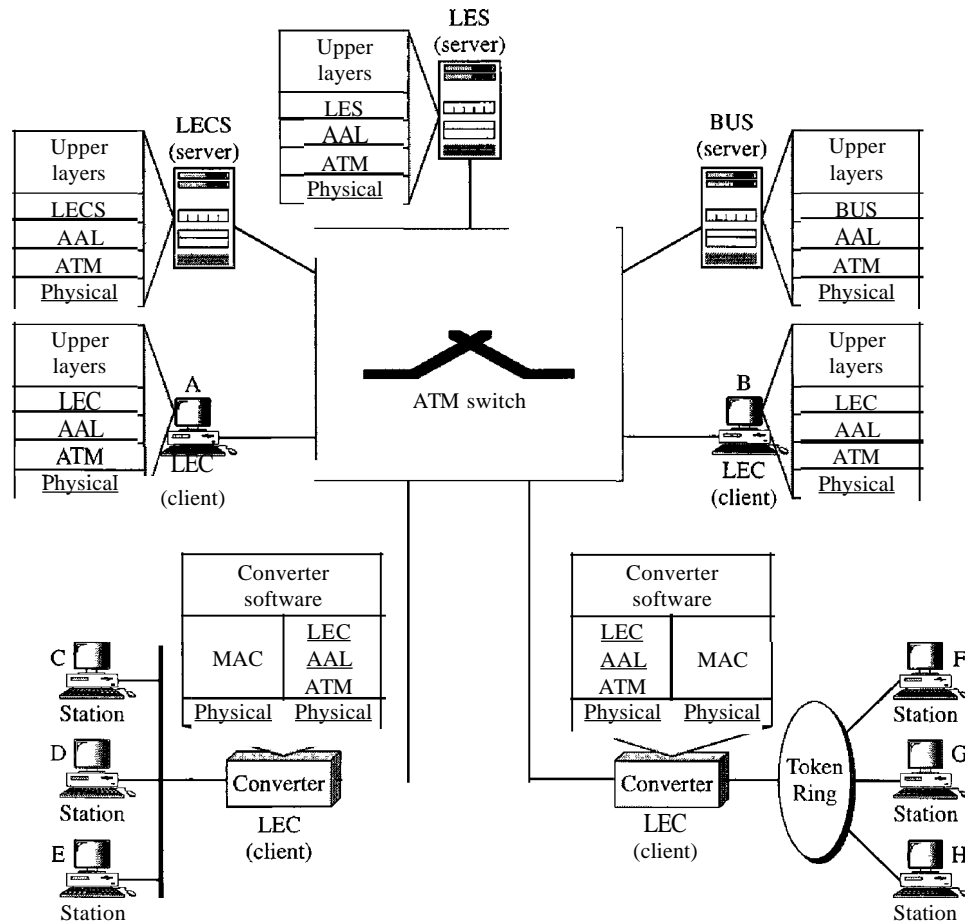 LES
(server)
Upper
layers
LES
AAL
ATM
Physical
LECS
(server)
Upper
layers
LECS
AAL
ATM
Physical
BUS
(server)
Upper
layers
BUS
AAL
ATM
Physical
Upper
layers
LEC
AAL
ATM
Physical
A
LEC
(client)
ATM switch
B
LEC
(client)
Upper
layers
LEC
AAL
ATM
Physical
Converter
software
MAC
LEC
AAL
ATM
Physical
Physical
Converter
software
LEC
AAL
ATM
MAC
Physical
Physical
C
Station
D
Station
E
Station
Converter
LEC
(client)
Converter
LEC
(client)
Token
Ring
F
Station
G
Station
H
Station